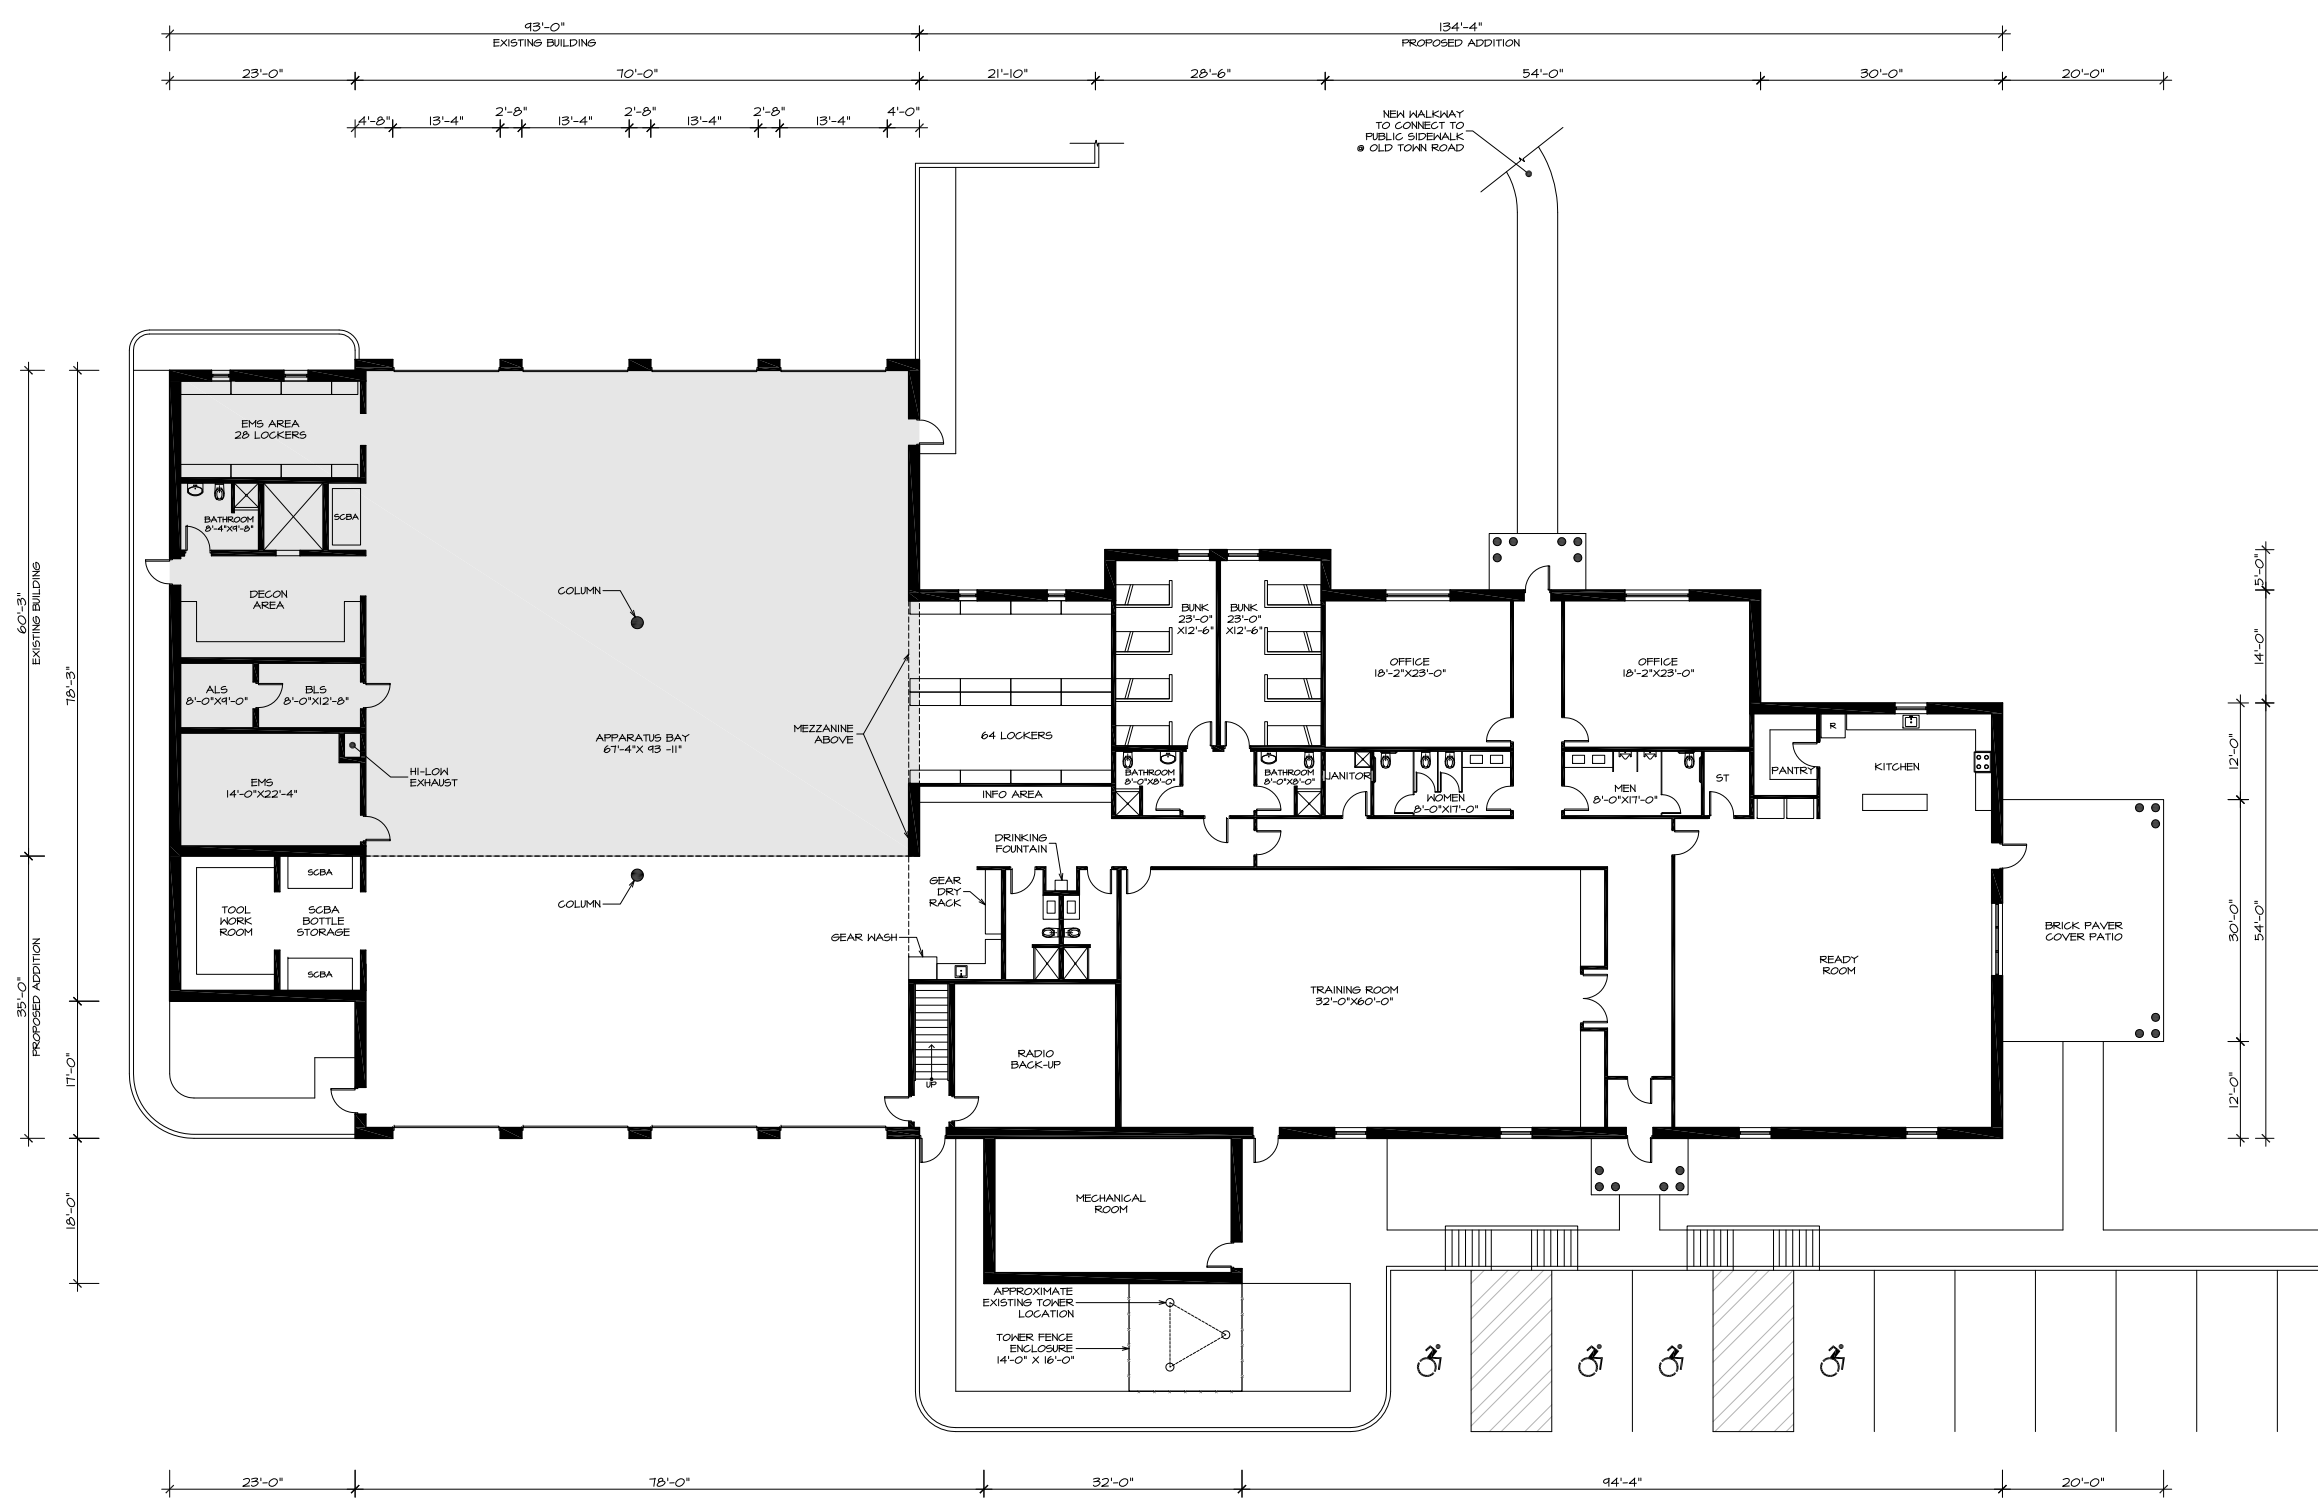 93'-0"
EXISTING BUILDING
134'-4"
PROPOSED ADDITION
23'-0"
70'-0"
21'-10"
28'-6"
54'-0"
30'-0"
20'-0"
4'-8"
13'-4"
2'-8"
13'-4"
2'-8"
13'-4"
2'-8"
13'-4"
4'-0"
NEW WALKWAY
TO CONNECT TO
PUBLIC SIDEWALK
@ OLD TOWN ROAD
60'-3"
EXISTING BUILDING
78'-3"
35'-0"
PROPOSED ADDITION
17'-0"
18'-0"
EMS AREA
28 LOCKERS
BATHROOM
8'-4"X9'-8"
SCBA
DECON
AREA
ALS
8'-0"X9'-0"
BLS
8'-0"X12'-8"
EMS
14'-0"X22'-4"
HI-LOW
EXHAUST
TOOL
WORK
ROOM
SCBA
SCBA
BOTTLE
STORAGE
SCBA
COLUMN
APPARATUS BAY
67'-4"X 93 -11"
MEZZANINE
ABOVE
COLUMN
64 LOCKERS
INFO AREA
DRINKING
FOUNTAIN
GEAR
DRY
RACK
GEAR WASH
UP
RADIO
BACK-UP
BUNK
23'-0"
X12'-6"
BUNK
23'-0"
X12'-6"
BATHROOM
8'-0"X8'-0"
BATHROOM
8'-0"X8'-0"
JANITOR
WOMEN
8'-0"X17'-0"
OFFICE
18'-2"X23'-0"
OFFICE
18'-2"X23'-0"
MEN
8'-0"X17'-0"
ST
PANTRY
R
KITCHEN
READY
ROOM
TRAINING ROOM
32'-0"X60'-0"
BRICK PAVER
COVER PATIO
MECHANICAL
ROOM
APPROXIMATE
EXISTING TOWER
LOCATION
TOWER FENCE
ENCLOSURE
14'-0" X 16'-0"
5'-0"
14'-0"
12'-0"
30'-0"
54'-0"
12'-0"
23'-0"
78'-0"
32'-0"
94'-4"
20'-0"